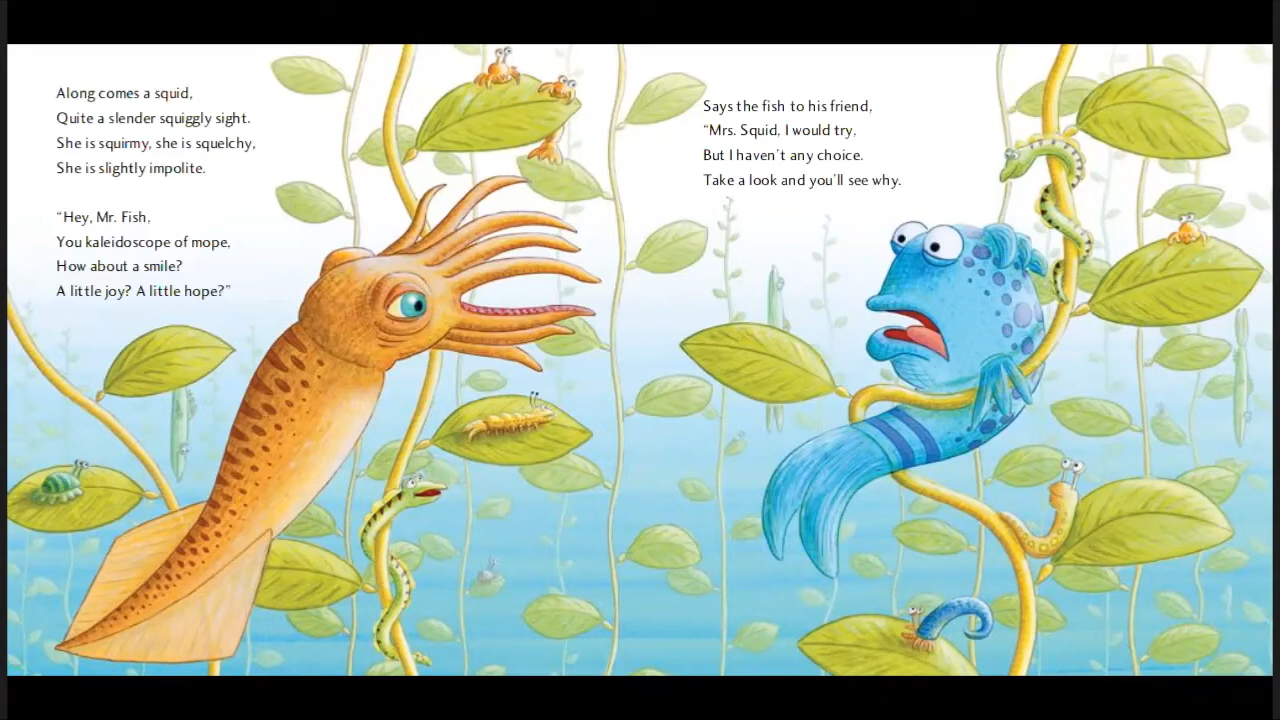 Along comes a squid,
Quite a slender squiggly sight.
She is squirmy, she is squelchy,
She is slightly impolite.
“Hey, Mr. Fish,
You kaleidoscope of mope,
How about a smile?
A little joy? A little hope?”
Says the fish to his friend,
“Mrs. Squid, I would try,
But I haven’t any choice.
Take a look and you’ll see why.